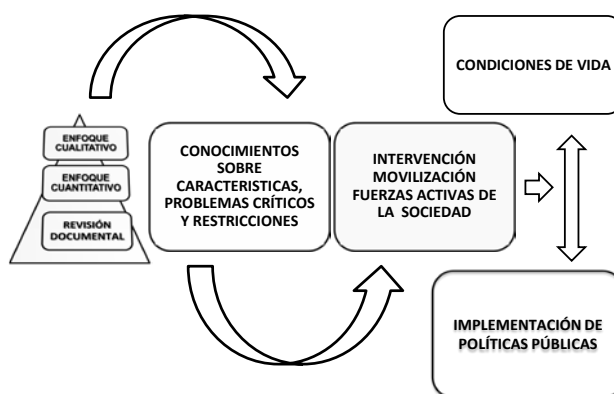 ENFOQUE
CUALITATIVO
ENFOQUE
CUANTITATIVO
REVISIÓN
DOCUMENTAL
CONOCIMIENTOS
SOBRE
CARACTERISTICAS,
PROBLEMAS CRÍTICOS
Y RESTRICCIONES
INTERVENCIÓN
MOVILIZACIÓN
FUERZAS ACTIVAS DE
LA SOCIEDAD
CONDICIONES DE VIDA
IMPLEMENTACIÓN DE
POLÍTICAS PÚBLICAS